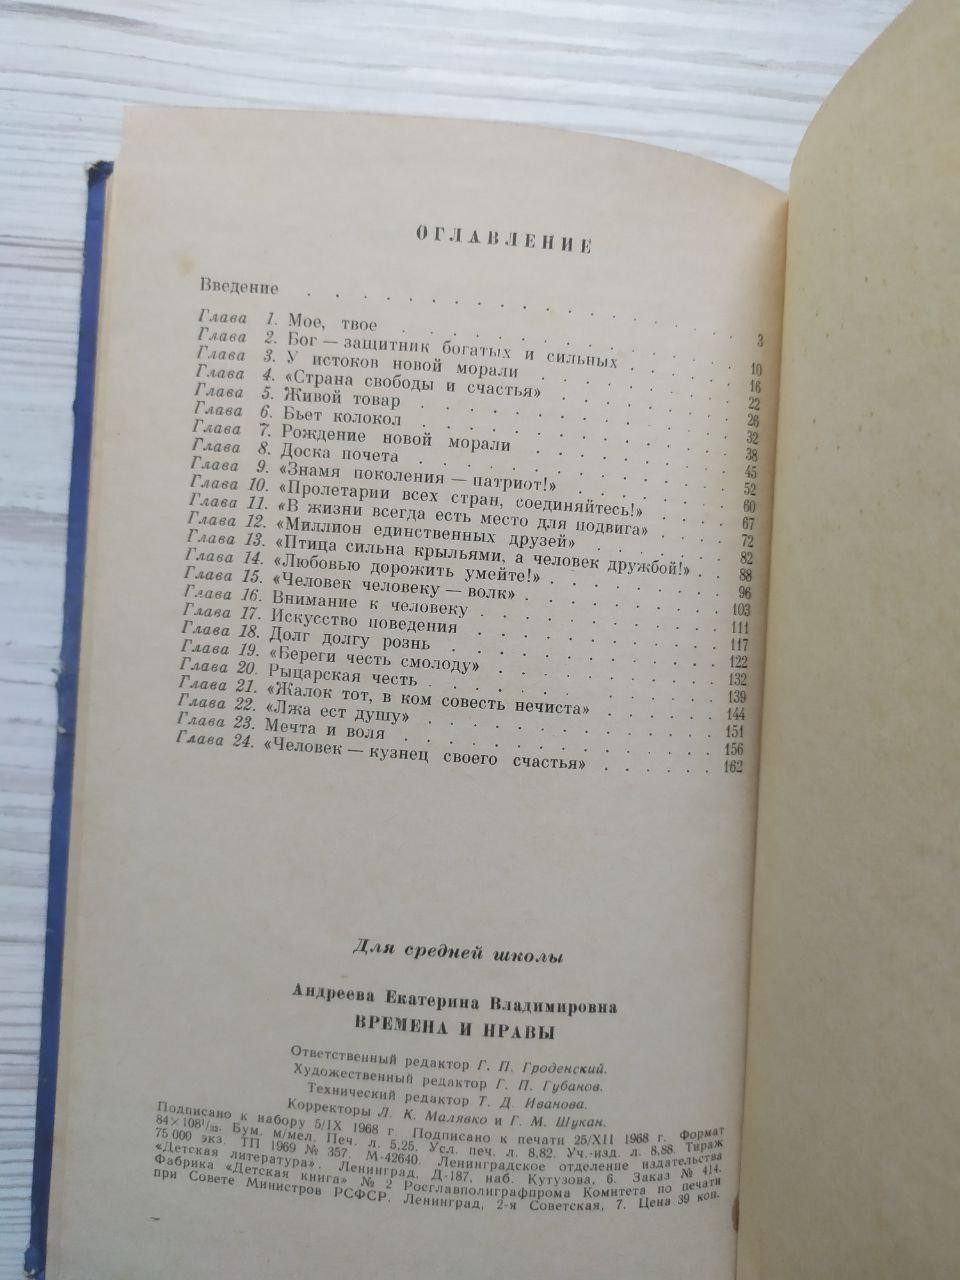 ОГЛАВЛЕНИЕ
Введение . . . . . . . . . . . . . . 3
Глава 1. Мое, твое . . . . . . . . . . . 10
Глава 2. Бог — защитник богатых и сильных . . . . 16
Глава 3. У истоков новой морали . . . . . . 22
Глава 4. «Страна свободы и счастья» . . . . . . 26
Глава 5. Живой товар . . . . . . . . . . 32
Глава 6. Бьет колокол . . . . . . . . . . 38
Глава 7. Рождение новой морали . . . . . . 45
Глава 8. Доска почета . . . . . . . . . . 52
Глава 9. «Знамя поколения — патриот!» . . . . . 60
Глава 10. «Пролетарии всех стран, соединяйтесь!» . . . . 67
Глава 11. «В жизни всегда есть место для подвига» . . . . 72
Глава 12. «Миллион единственных друзей» . . . . . 82
Глава 13. «Птица сильна крыльями, а человек дружбой!» . . 88
Глава 14. «Любовью дорожить умейте!» . . . . . . 96
Глава 15. «Человек человеку — волк» . . . . . . . 103
Глава 16. Внимание к человеку . . . . . . . . 111
Глава 17. Искусство поведения . . . . . . . . 117
Глава 18. Долг долгу рознь . . . . . . . . . 122
Глава 19. «Береги честь смолоду» . . . . . . . 132
Глава 20. Рыцарская честь . . . . . . . . . 139
Глава 21. «Жалок тот, в ком совесть нечиста» . . . . . 144
Глава 22. «Лжа ест душу» . . . . . . . . . 151
Глава 23. Мечта и воля . . . . . . . . . . 156
Глава 24. «Человек — кузнец своего счастья» . . . . . 162
Для средней школы
Андреева Екатерина Владимировна
ВРЕМЕНА И НРАВЫ
Ответственный редактор Г. П. Гроденский.
Художественный редактор Г. П. Губанов.
Технический редактор Т. Д. Иванова.
Корректоры Л. К. Малявко и Г. М. Шукан.
Подписано к набору 5/IX 1968 г. Подписано к печати 25/XII 1968 г. Формат
84×108¹/₃₂. Бум. м/мел. Печ. л. 5,25. Усл. печ. л. 8,82. Уч.-изд. л. 8,88. Тираж
75 000 экз. ТП 1969 № 357. М-42640. Ленинградское отделение издательства
«Детская литература». Ленинград, Д-187, наб. Кутузова, 6. Заказ № 414.
Фабрика «Детская книга» № 2 Росглавполиграфпрома Комитета по печати
при Совете Министров РСФСР. Ленинград, 2-я Советская, 7. Цена 39 коп.